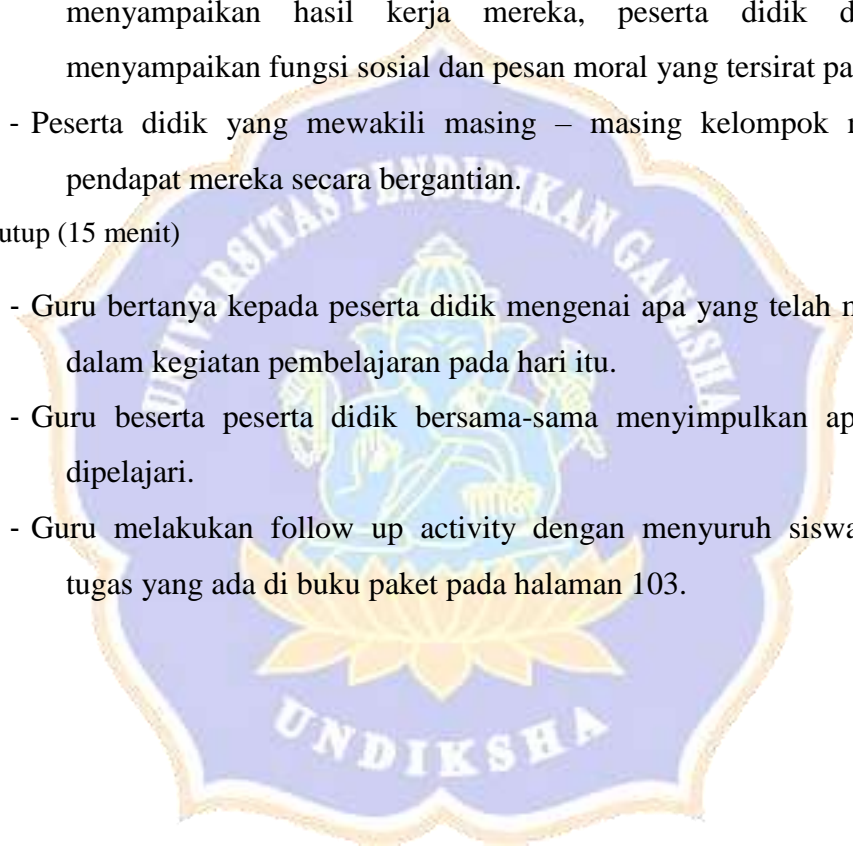 menyampaikan hasil kerja mereka, peserta didik d
menyampaikan fungsi sosial dan pesan moral yang tersirat pa
- Peserta didik yang mewakili masing – masing kelompok
pendapat mereka secara bergantian.
utup (15 menit)
- Guru bertanya kepada peserta didik mengenai apa yang telah
dalam kegiatan pembelajaran pada hari itu.
- Guru beserta peserta didik bersama-sama menyimpulkan ap
dipelajari.
- Guru melakukan follow up activity dengan menyuruh siswa
tugas yang ada di buku paket pada halaman 103.
UNIVERSITAS PENDIDIKAN GANESHA
UNDIKSHA